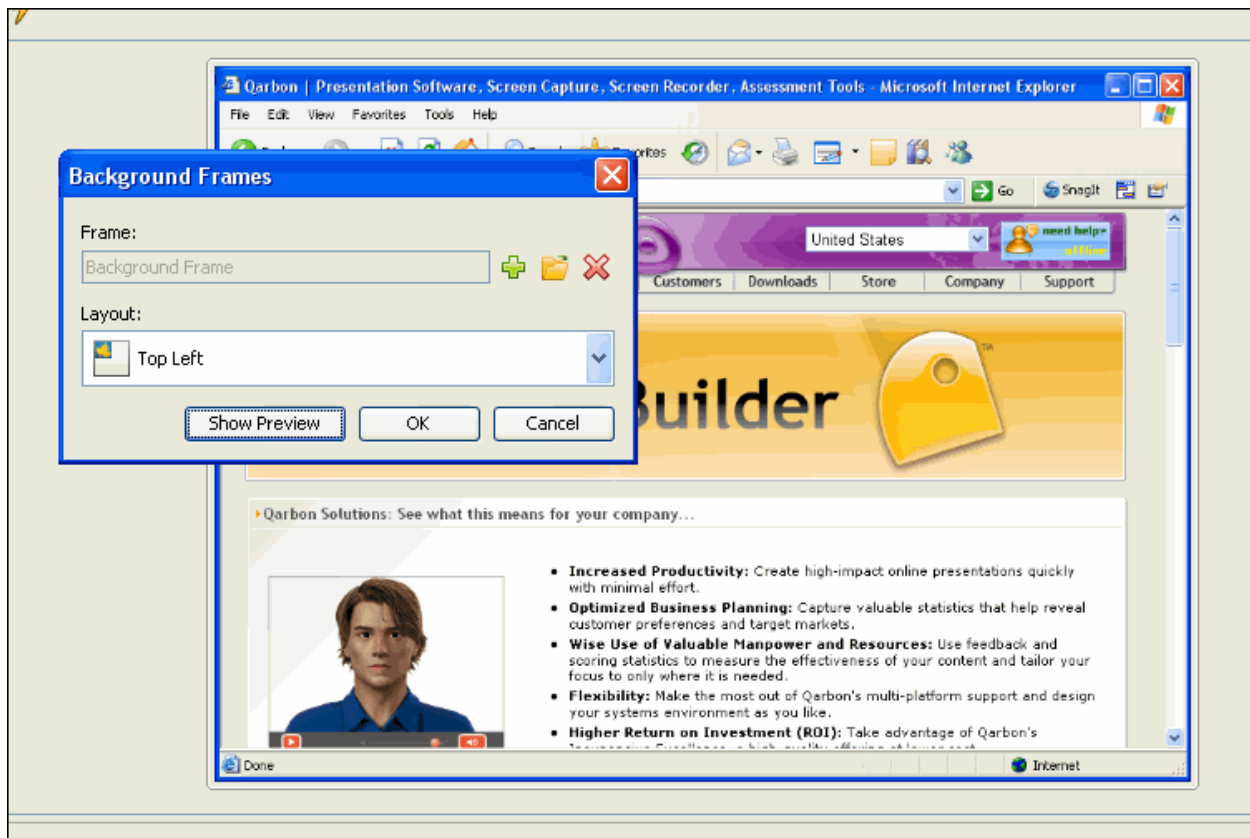 Qarbon | Presentation Software, Screen Capture, Screen Recorder, Assessment Tools - Microsoft Internet Explorer
File Edit View Favorites Tools Help
Go SnagIt
Background Frames
Frame:
Background Frame
Layout:
Top Left
Show Preview OK Cancel
United States
need help?
offline
Customers Downloads Store Company Support
Builder
TM
Qarbon Solutions: See what this means for your company...
• Increased Productivity: Create high-impact online presentations quickly
with minimal effort.
• Optimized Business Planning: Capture valuable statistics that help reveal
customer preferences and target markets.
• Wise Use of Valuable Manpower and Resources: Use feedback and
scoring statistics to measure the effectiveness of your content and tailor your
focus to only where it is needed.
• Flexibility: Make the most out of Qarbon's multi-platform support and design
your systems environment as you like.
• Higher Return on Investment (ROI): Take advantage of Qarbon's
Done Internet